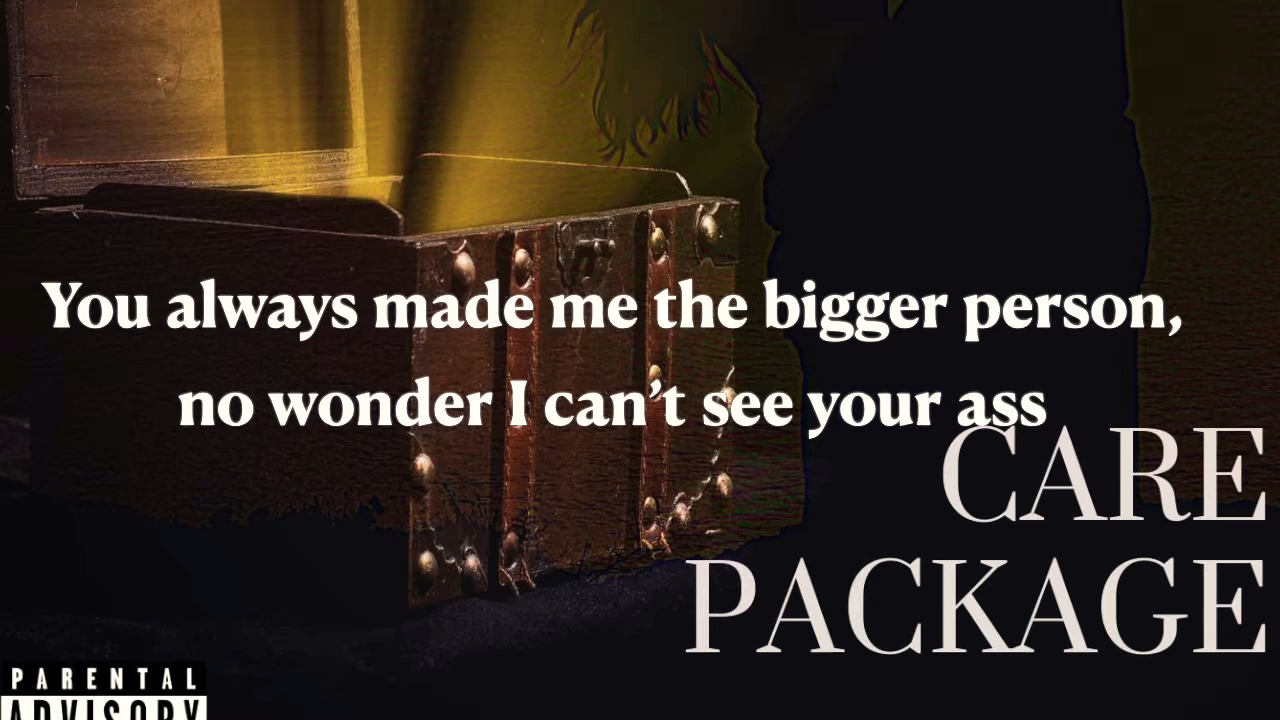 You always made me the bigger person,
no wonder I can't see your ass
CARE
PACKAGE
PARENTAL
ADVISORY